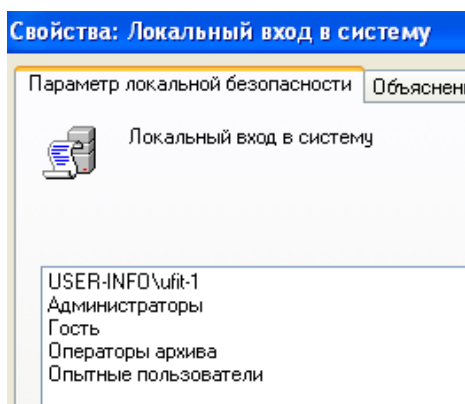 Свойства: Локальный вход в систему
Параметр локальной безопасности
Объяснен
Локальный вход в систему
USER-INFO\ufit-1
Администраторы
Гость
Операторы архива
Опытные пользователи